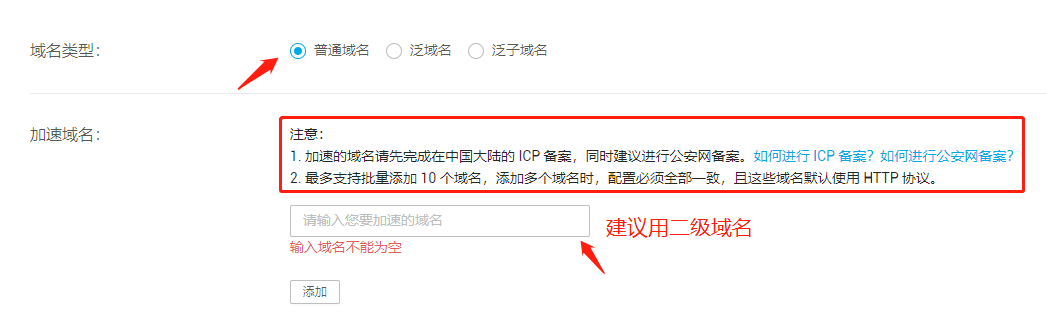 域名类型：
普通域名 泛域名 泛子域名
加速域名：
注意：
1. 加速的域名请先完成在中国大陆的 ICP 备案，同时建议进行公安网备案。如何进行 ICP 备案？如何进行公安网备案？
2. 最多支持批量添加 10 个域名，添加多个域名时，配置必须全部一致，且这些域名默认使用 HTTP 协议。
请输入您要加速的域名
建议用二级域名
输入域名不能为空
添加